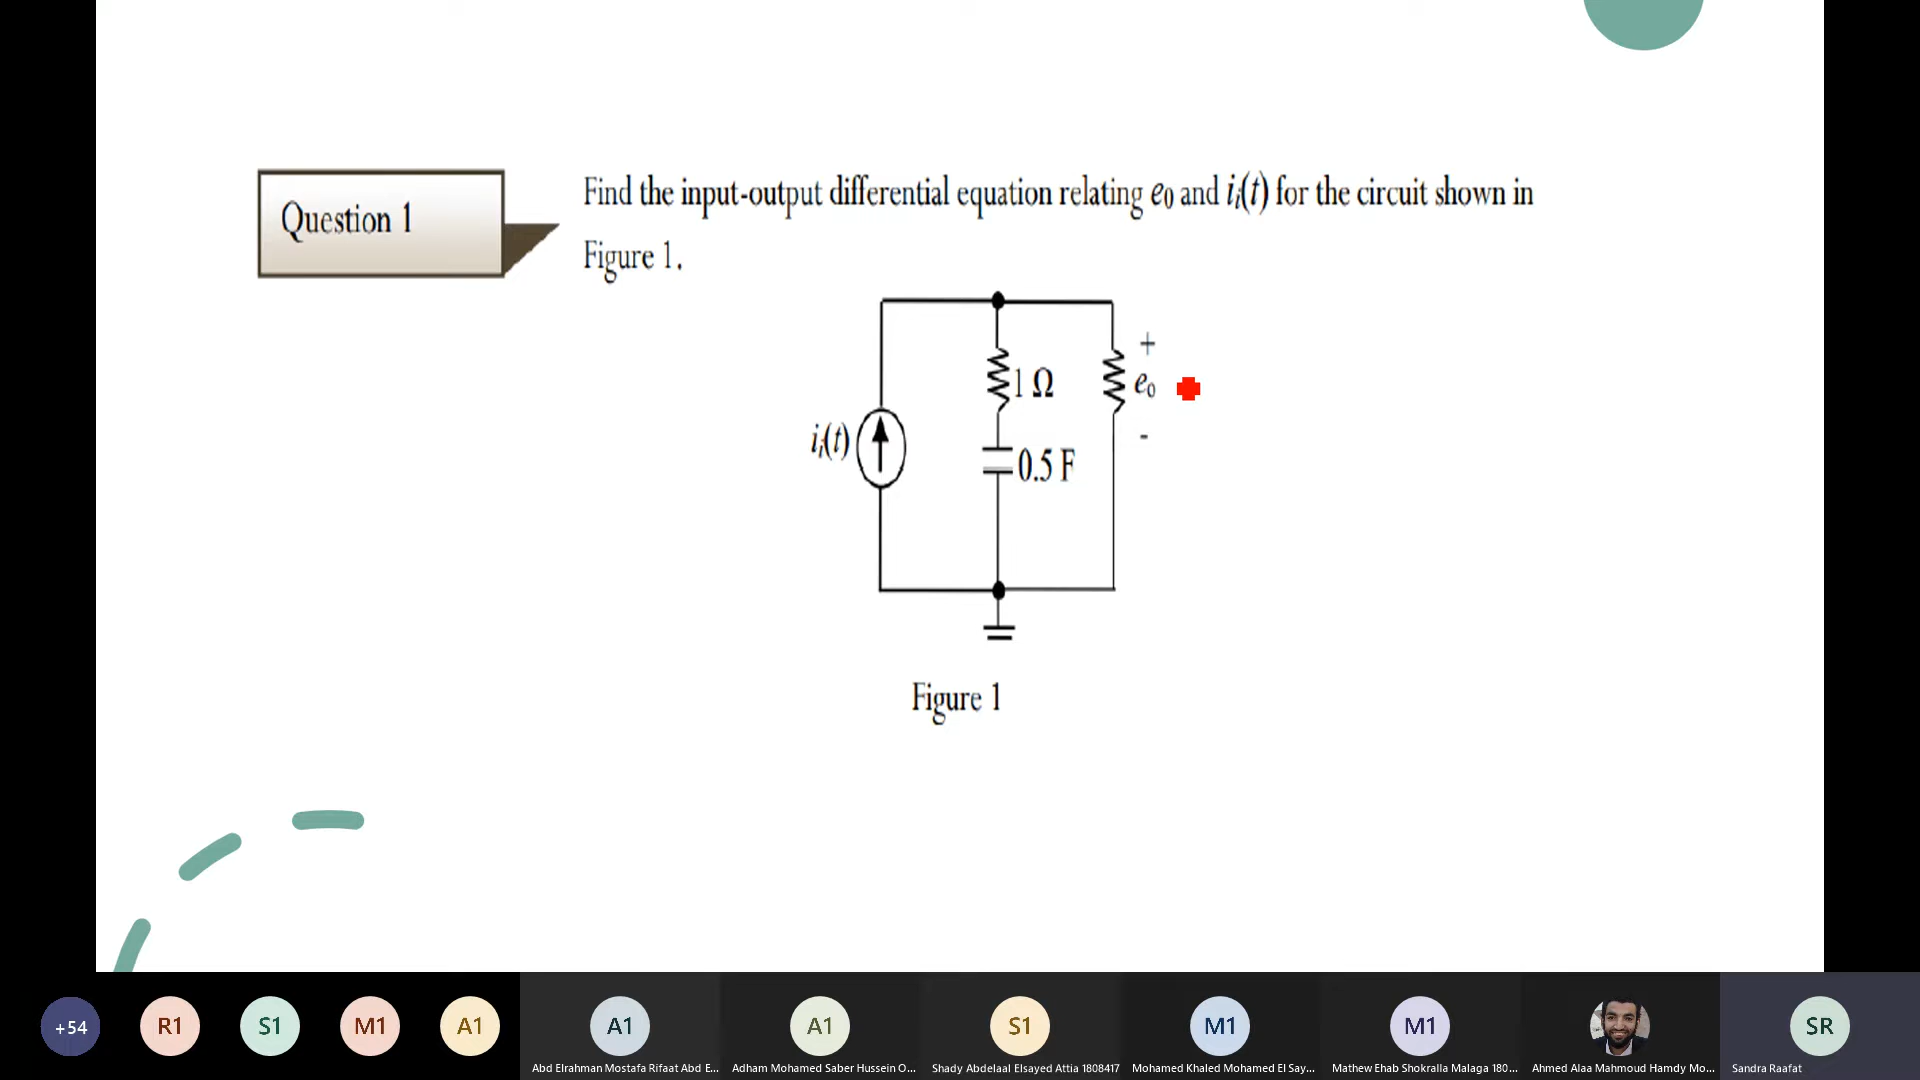 Question 1
Find the input-output differential equation relating e0 and ii(t) for the circuit shown in
Figure 1.
+
1 Ω
e0
ii(t)
-
0.5 F
Figure 1
+54
R1
S1
M1
A1
A1
A1
S1
M1
M1
SR
Abd Elrahman Mostafa Rifaat Abd E...
Adham Mohamed Saber Hussein O...
Shady Abdelaal Elsayed Attia 1808417
Mohamed Khaled Mohamed El Say...
Mathew Ehab Shokralla Malaga 180...
Ahmed Alaa Mahmoud Hamdy Mo...
Sandra Raafat